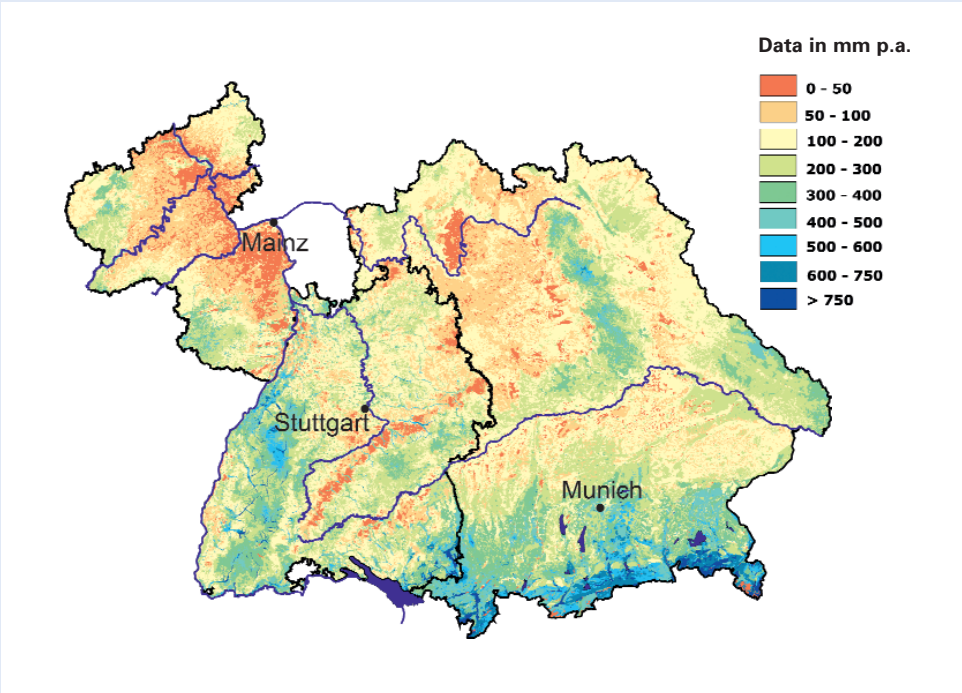 Data in mm p.a.
0 - 50
50 - 100
100 - 200
200 - 300
300 - 400
400 - 500
500 - 600
600 - 750
> 750
Mainz
Stuttgart
Munich